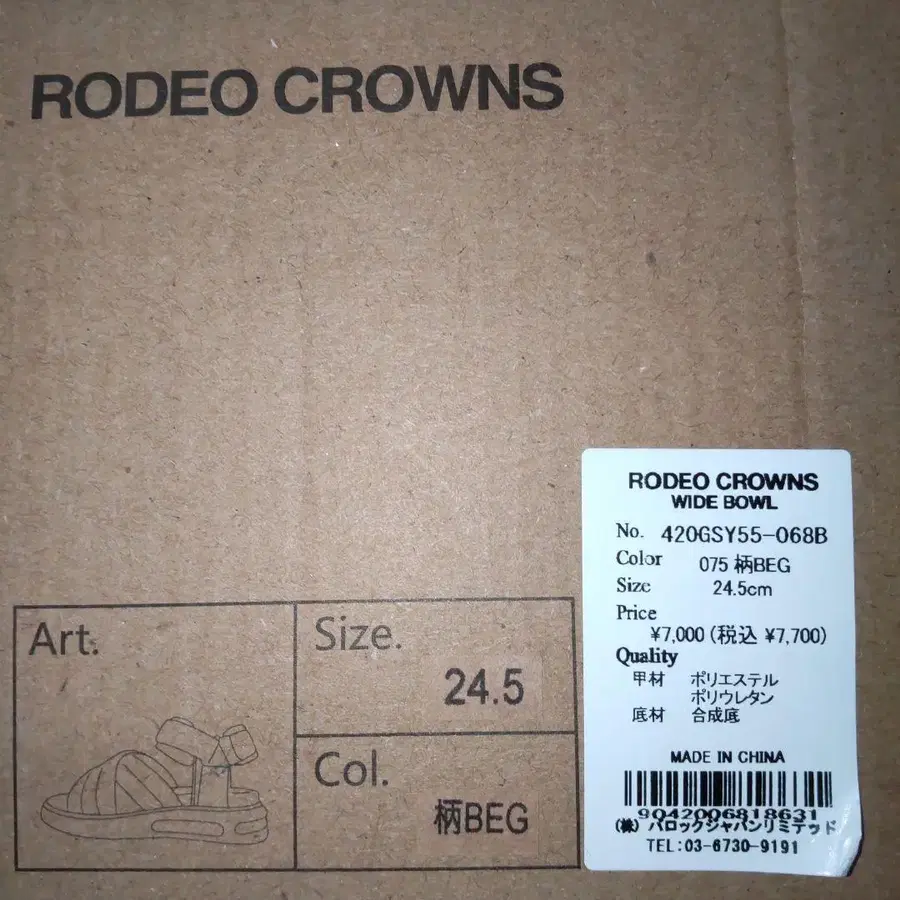 RODEO CROWNS
Art.
Size.
24.5
Col.
柄BEG
RODEO CROWNS
WIDE BOWL
No. 420GSY55-068B
Color 075 柄BEG
Size 24.5cm
Price
¥7,000 (税込 ¥7,700)
Quality
甲材 ポリエステル
ポリウレタン
底材 合成底
MADE IN CHINA
9042006818631
(株) バロックジャパンリミテッド
TEL:03-6730-9191